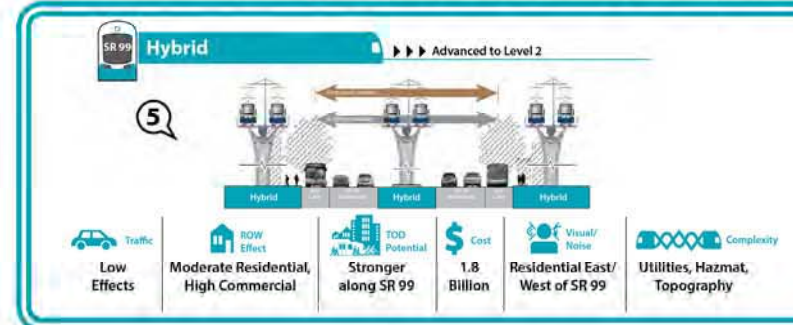 SR 99
Hybrid
Advanced to Level 2
5
Hybrid
Hybrid
Hybrid
Traffic
Low
Effects
ROW
Effect
Moderate Residential,
High Commercial
TOD
Potential
Stronger
along SR 99
$ Cost
1.8
Billion
Visual/
Noise
Residential East/
West of SR 99
Complexity
Utilities, Hazmat,
Topography